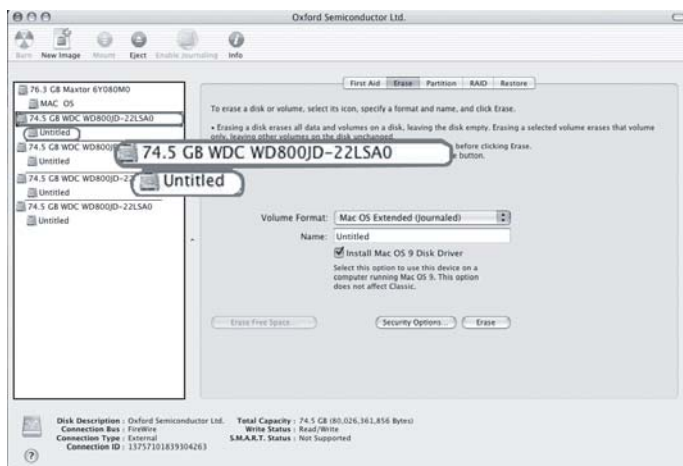 Oxford Semiconductor Ltd.
Burn New Image Mount Eject Enable Journaling Info
76.3 GB Maxtor 6Y080M0
MAC OS
74.5 GB WDC WD800JD-22LSA0
Untitled
74.5 GB WDC WD800J
Untitled
74.5 GB WDC WD800JD-22
Untitled
74.5 GB WDC WD800JD-22LSA0
Untitled
74.5 GB WDC WD800JD-22LSA0
Untitled
First Aid Erase Partition RAID Restore
To erase a disk or volume, select its icon, specify a format and name, and click Erase.
• Erasing a disk erases all data and volumes on a disk, leaving the disk empty. Erasing a selected volume erases that volume
only, leaving other volumes on the disk unchanged.
before clicking Erase.
button.
Volume Format: Mac OS Extended (Journaled)
Name: Untitled
Install Mac OS 9 Disk Driver
Select this option to use this device on a
computer running Mac OS 9. This option
does not affect Classic.
Erase Free Space... Security Options... Erase
Disk Description : Oxford Semiconductor Ltd.
Connection Bus : FireWire
Connection Type : External
Connection ID : 13757101839304263
Total Capacity : 74.5 GB (80,026,361,856 Bytes)
Write Status : Read/Write
S.M.A.R.T. Status : Not Supported
?